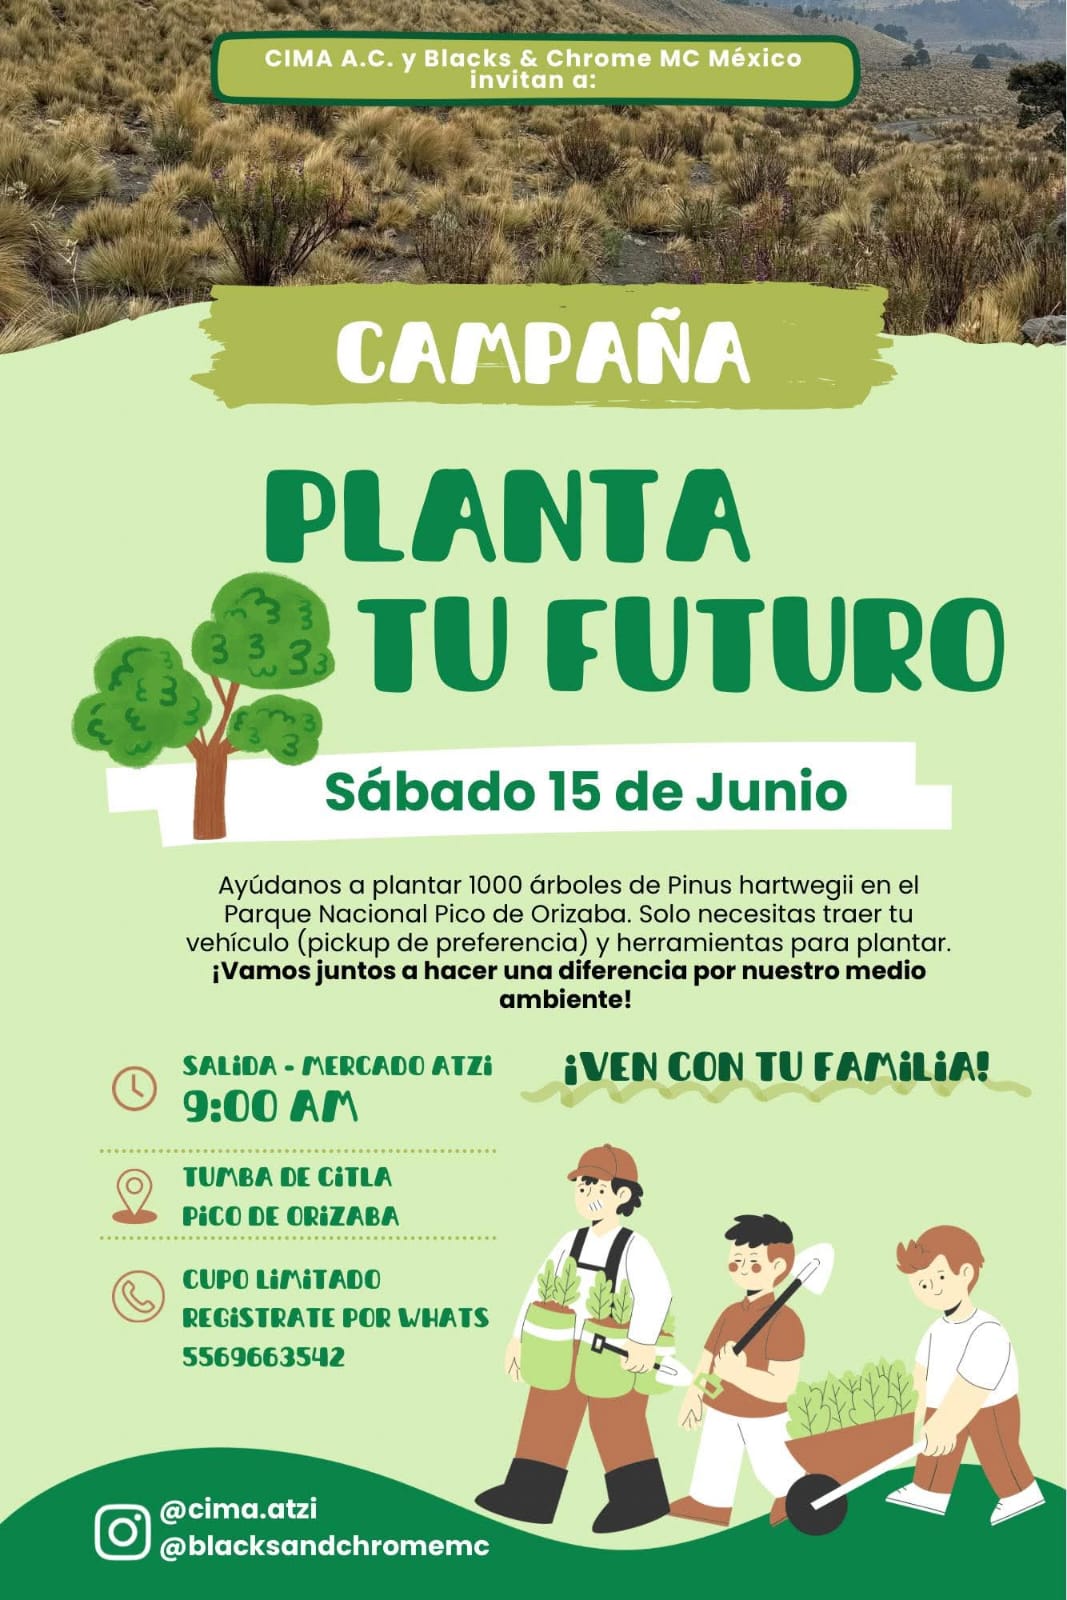 CIMA A.C. y Blacks & Chrome MC México
invitan a:
CAMPAÑA
PLANTA
TU FUTURO
Sábado 15 de Junio
Ayúdanos a plantar 1000 árboles de Pinus hartwegii en el
Parque Nacional Pico de Orizaba. Solo necesitas traer tu
vehículo (pickup de preferencia) y herramientas para plantar.
¡Vamos juntos a hacer una diferencia por nuestro medio
ambiente!
SALiDA - MERCADO ATZi
9:00 AM
¡VEN CON TU FAMiLiA!
TUMBA DE CiTLA
PiCO DE ORiZABA
CUPO LiMiTADO
REGiSTRATE POR WHATS
5569663542
@cima.atzi
@blacksandchromemc